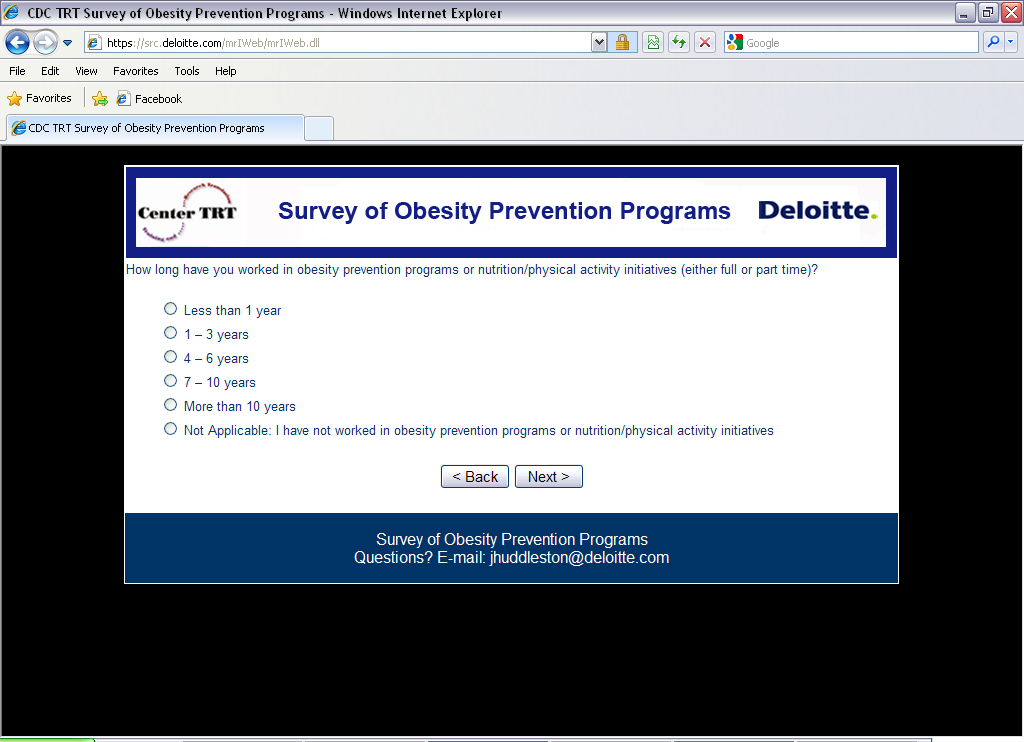 CDC TRT Survey of Obesity Prevention Programs - Windows Internet Explorer
https://src.deloitte.com/mrIWeb/mrIWeb.dll
Google
File Edit View Favorites Tools Help
Favorites Facebook
CDC TRT Survey of Obesity Prevention Programs
Center TRT
Survey of Obesity Prevention Programs
Deloitte.
How long have you worked in obesity prevention programs or nutrition/physical activity initiatives (either full or part time)?
Less than 1 year
1 – 3 years
4 – 6 years
7 – 10 years
More than 10 years
Not Applicable: I have not worked in obesity prevention programs or nutrition/physical activity initiatives
< Back Next >
Survey of Obesity Prevention Programs
Questions? E-mail: jhuddleston@deloitte.com